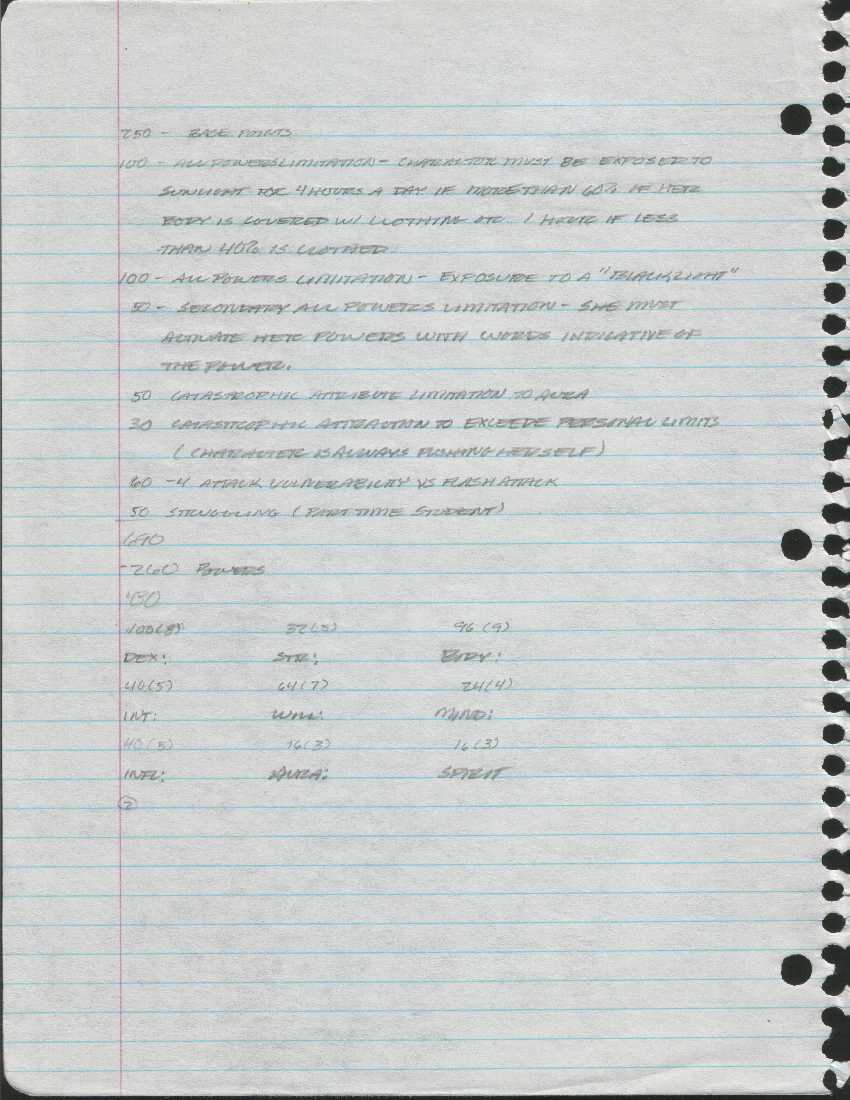 250 - BASE POINTS
100 - ALL POWERS LIMITATION - CHARACTER MUST BE EXPOSED TO
SUNLIGHT FOR 4 HOURS A DAY IF MORE THAN 60% IF HER
BODY IS COVERED W/ CLOTHING ETC. 1 HOUR IF LESS
THAN 40% IS CLOTHED
100 - ALL POWERS LIMITATION - EXPOSURE TO A "BLACKLIGHT"
50 - SECONDARY ALL POWERS LIMITATION - SHE MUST
ACTIVATE HER POWERS WITH WORDS INDICATIVE OF
THE POWER.
50 CATASTROPHIC ATTRIBUTE LIMITATION TO AURA
30 CATASTROPHIC ATTRACTION TO EXCEEDE PERSONAL LIMITS
(CHARACTER IS ALWAYS PUSHING HERSELF)
60 -4 ATTACK VULNERABILITY VS FLASH ATTACK
50 STRUGGLING (PART TIME STUDENT)
690
-260 POWERS
430
100(8) 32(5) 96(9)
DEX: STR: BODY:
40(5) 64(7) 24(4)
INT: WILL: MIND:
40(5) 16(3) 16(3)
INFL: AURA: SPIRIT
2